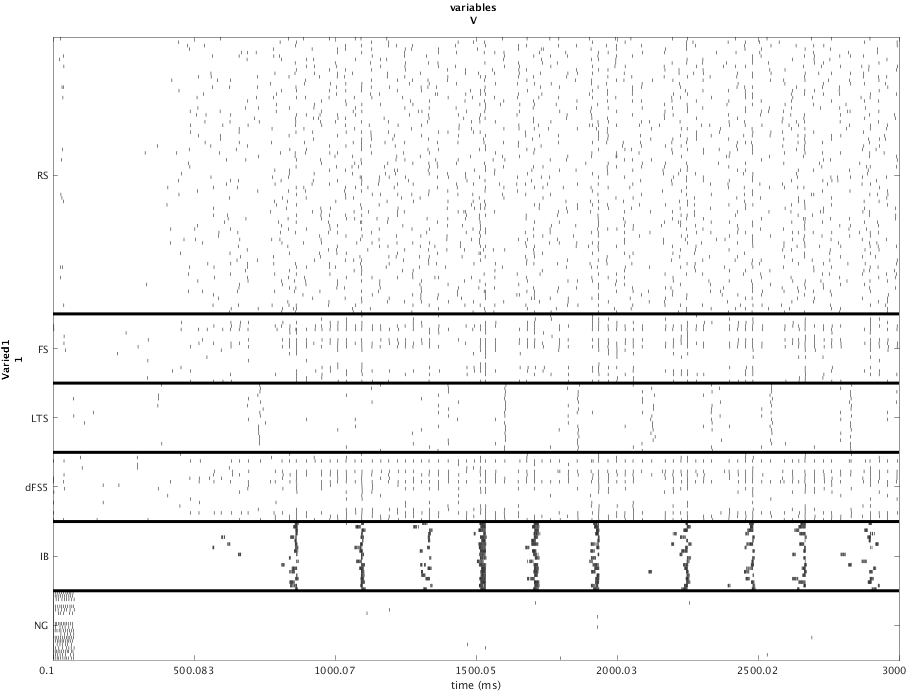 variables
V
Varied1
1
RS
FS
LTS
dFS5
IB
NG
0.1
500.083
1000.07
1500.05
2000.03
2500.02
3000
time (ms)